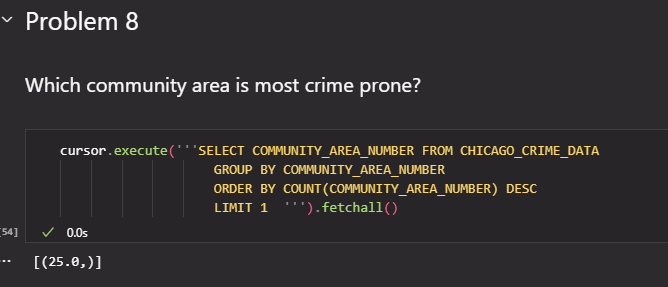 Problem 8
Which community area is most crime prone?
cursor.execute('''SELECT COMMUNITY_AREA_NUMBER FROM CHICAGO_CRIME_DATA
GROUP BY COMMUNITY_AREA_NUMBER
ORDER BY COUNT(COMMUNITY_AREA_NUMBER) DESC
LIMIT 1  ''').fetchall()
[54] 0.0s
... [(25.0,)]